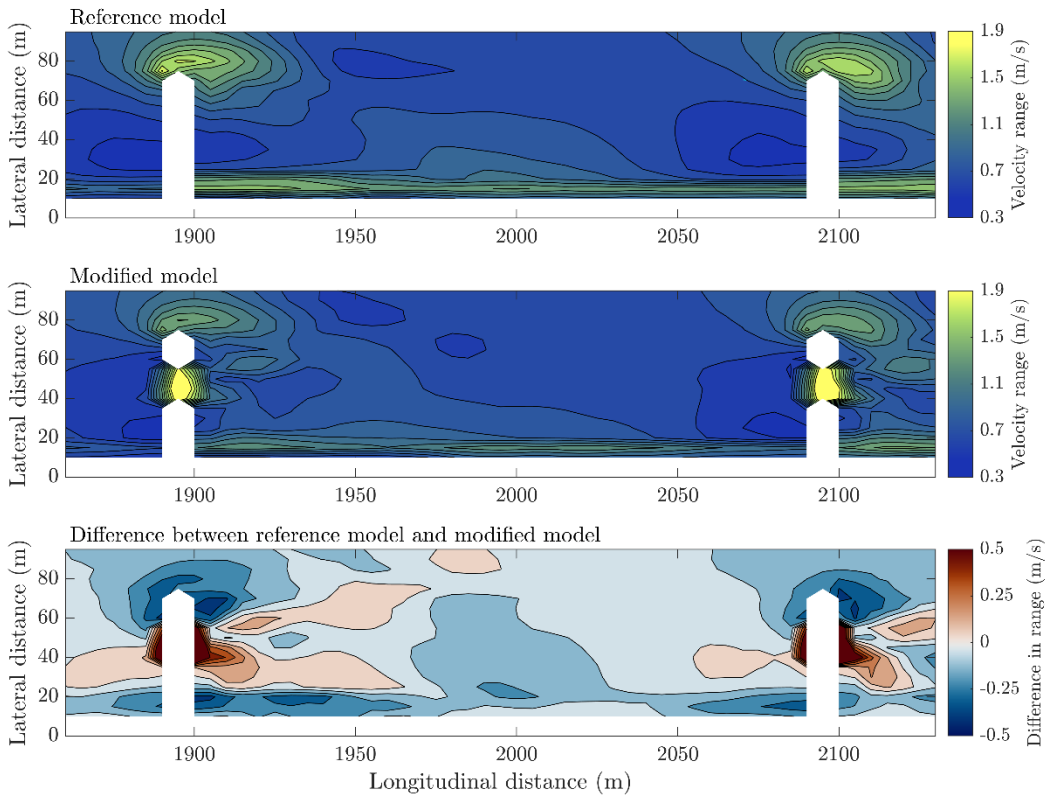 Reference model
Lateral distance (m)
80
60
40
20
0
1900 1950 2000 2050 2100
1.9
1.5
1.1
0.7
0.3
Velocity range (m/s)
Modified model
Lateral distance (m)
80
60
40
20
0
1900 1950 2000 2050 2100
1.9
1.5
1.1
0.7
0.3
Velocity range (m/s)
Difference between reference model and modified model
Lateral distance (m)
80
60
40
20
0
1900 1950 2000 2050 2100
Longitudinal distance (m)
0.5
0.25
0
-0.25
-0.5
Difference in range (m/s)